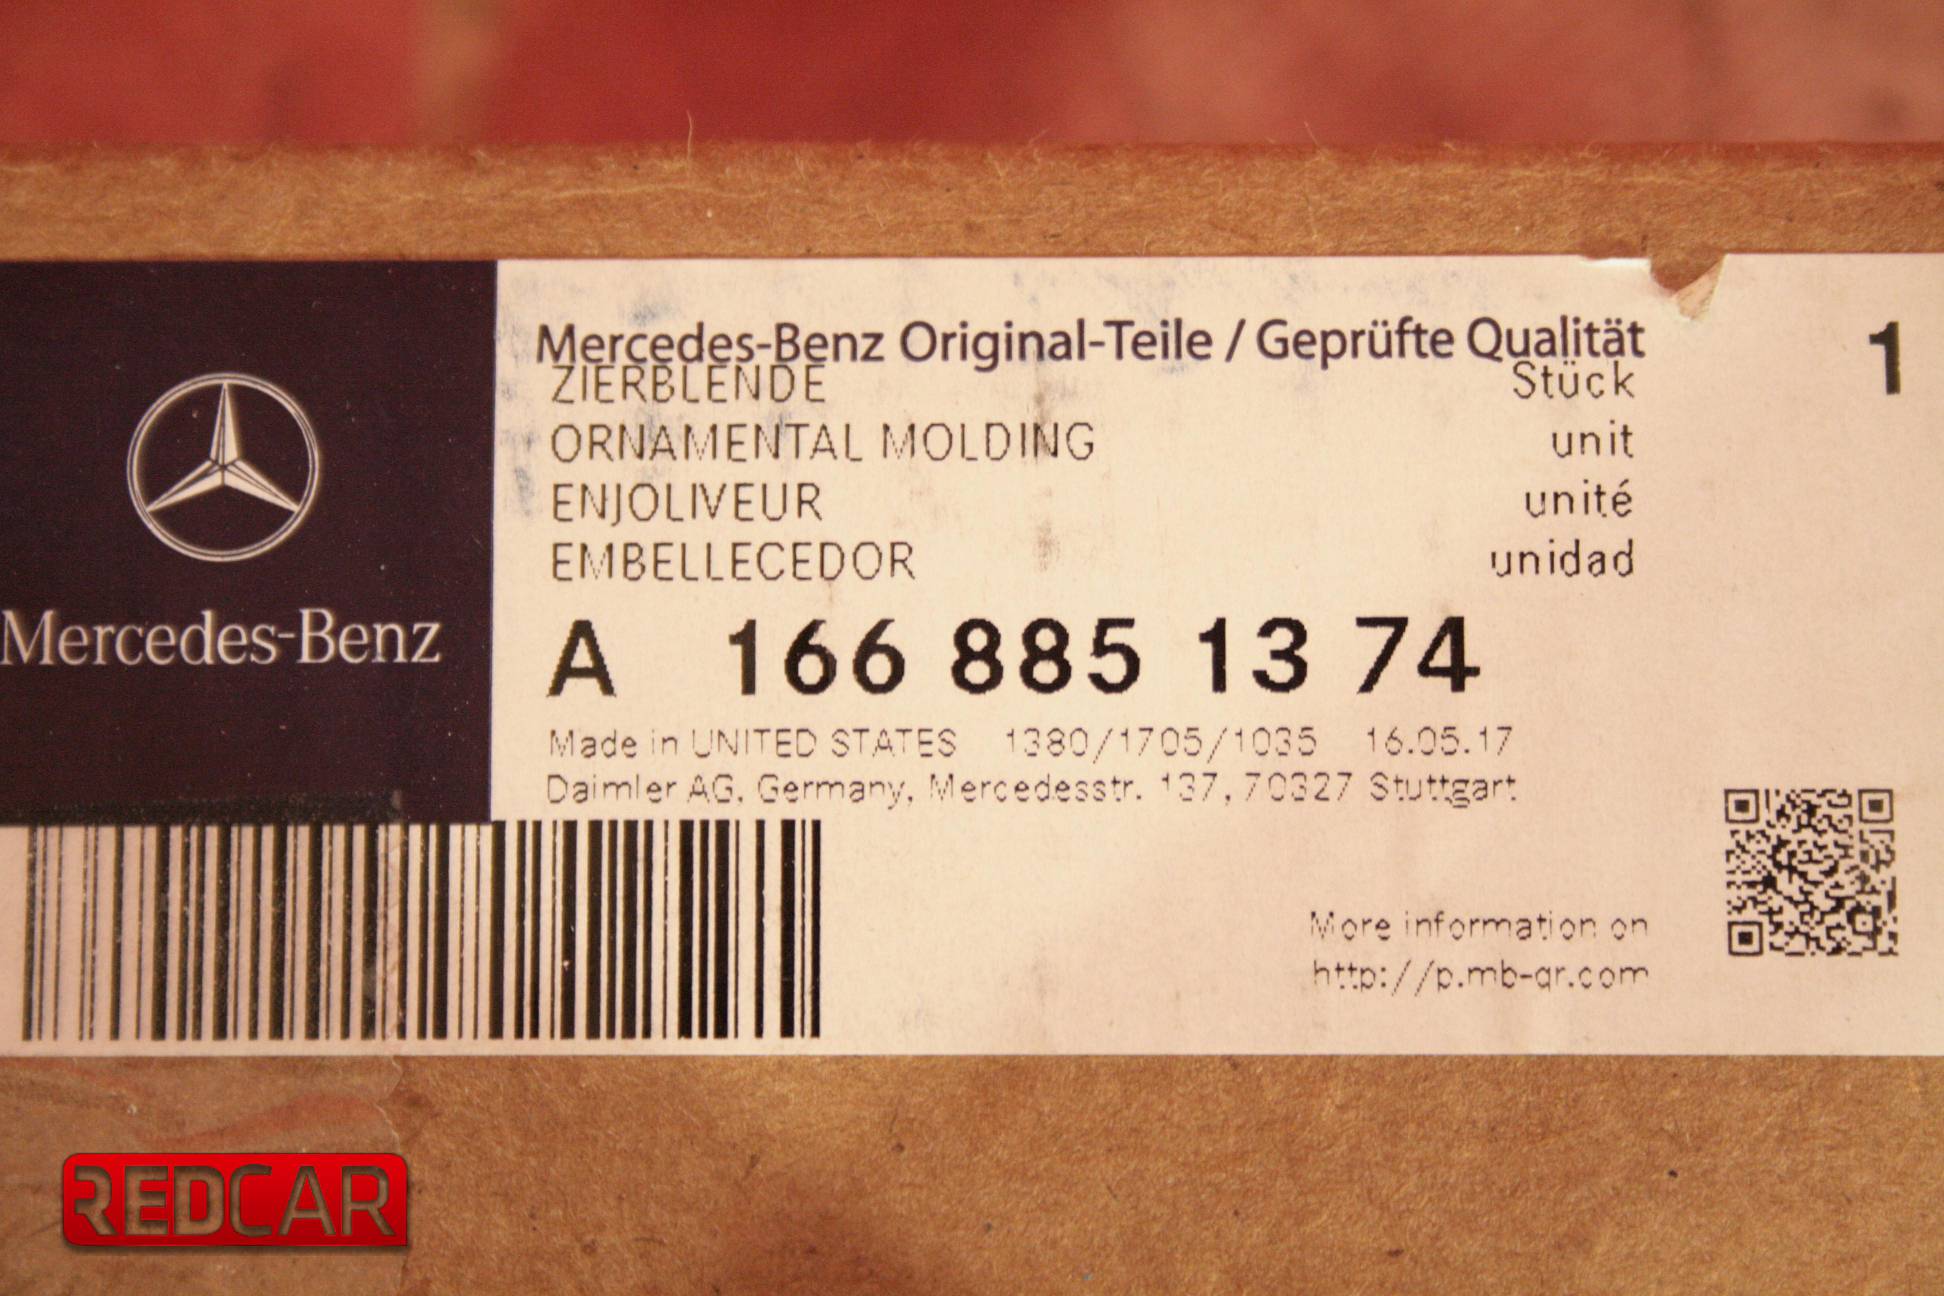 Mercedes-Benz
Mercedes-Benz Original-Teile / Geprüfte Qualität
ZIERBLENDE Stück 1
ORNAMENTAL MOLDING unit
ENJOLIVEUR unité
EMBELLECEDOR unidad
A 166 885 13 74
Made in UNITED STATES 1380/1705/1035 16.05.17
Daimler AG, Germany, Mercedesstr. 137, 70327 Stuttgart
More information on
http://p.mb-qr.com
REDCAR